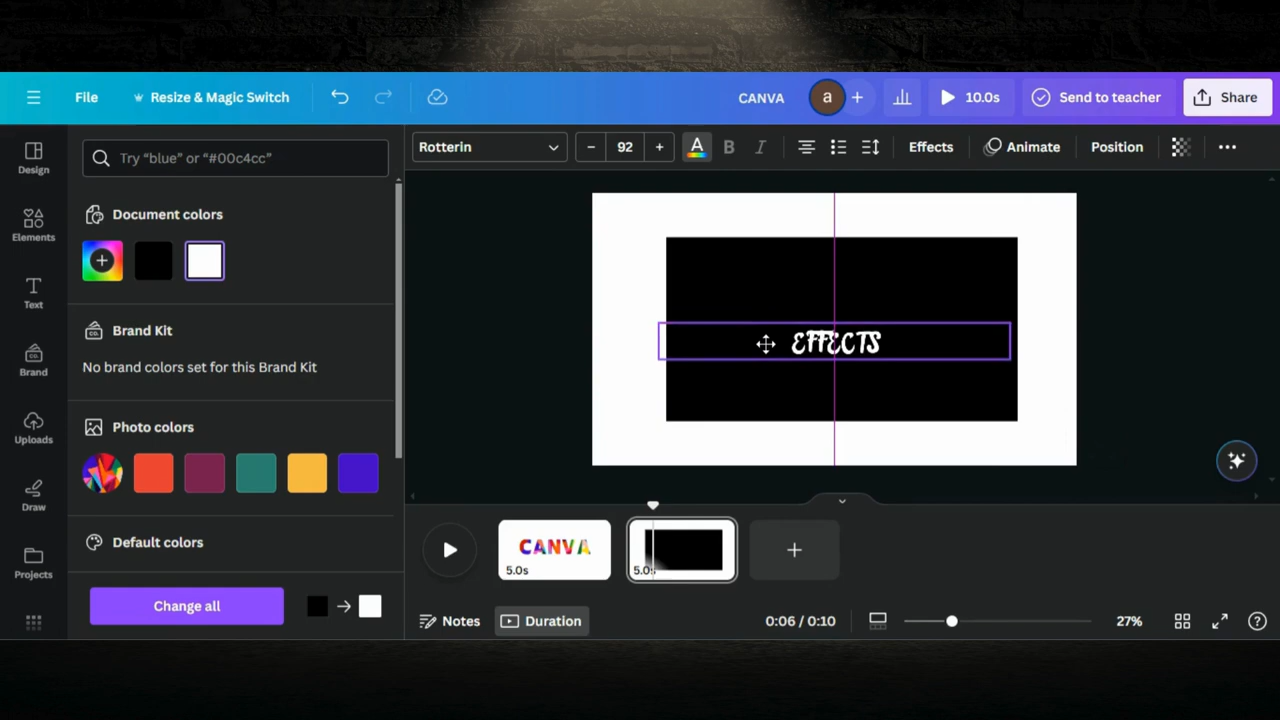 File
Resize & Magic Switch
CANVA
a
10.0s
Send to teacher
Share
Design
Elements
Text
Brand
Uploads
Draw
Projects
Try “blue” or “#00c4cc”
Document colors
Brand Kit
No brand colors set for this Brand Kit
Photo colors
Default colors
Change all
Rotterin
92
A
B
I
Effects
Animate
Position
EFFECTS
CANVA
5.0s
5.0s
Notes
Duration
0:06 / 0:10
27%